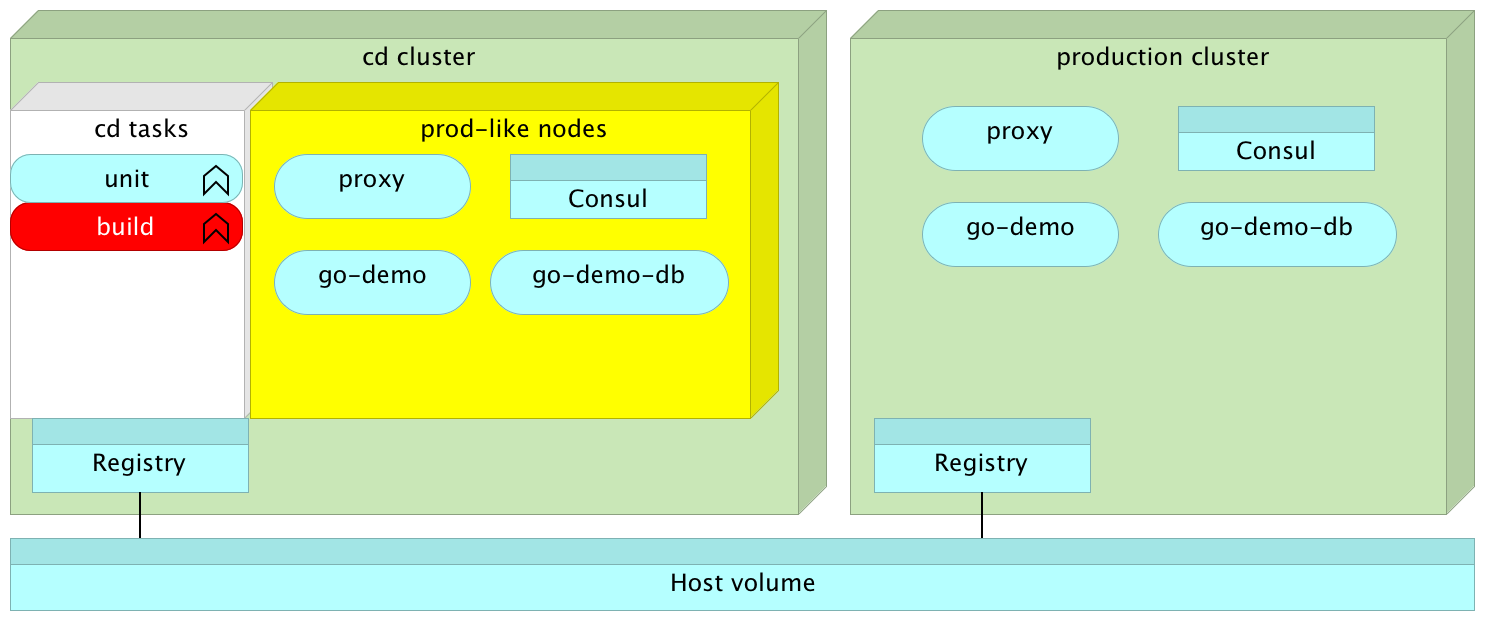 cd cluster
cd tasks
unit
build
prod-like nodes
proxy
Consul
go-demo
go-demo-db
Registry
production cluster
proxy
Consul
go-demo
go-demo-db
Registry
Host volume